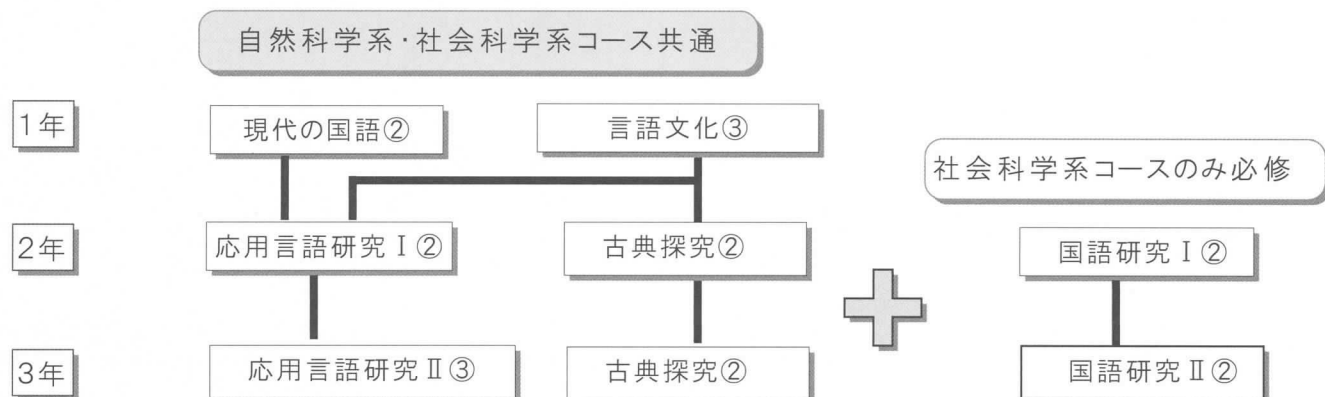 自然科学系・社会科学系コース共通
1年
現代の国語②
言語文化③
社会科学系コースのみ必修
2年
応用言語研究Ⅰ②
古典探究②
国語研究Ⅰ②
3年
応用言語研究Ⅱ③
古典探究②
国語研究Ⅱ②